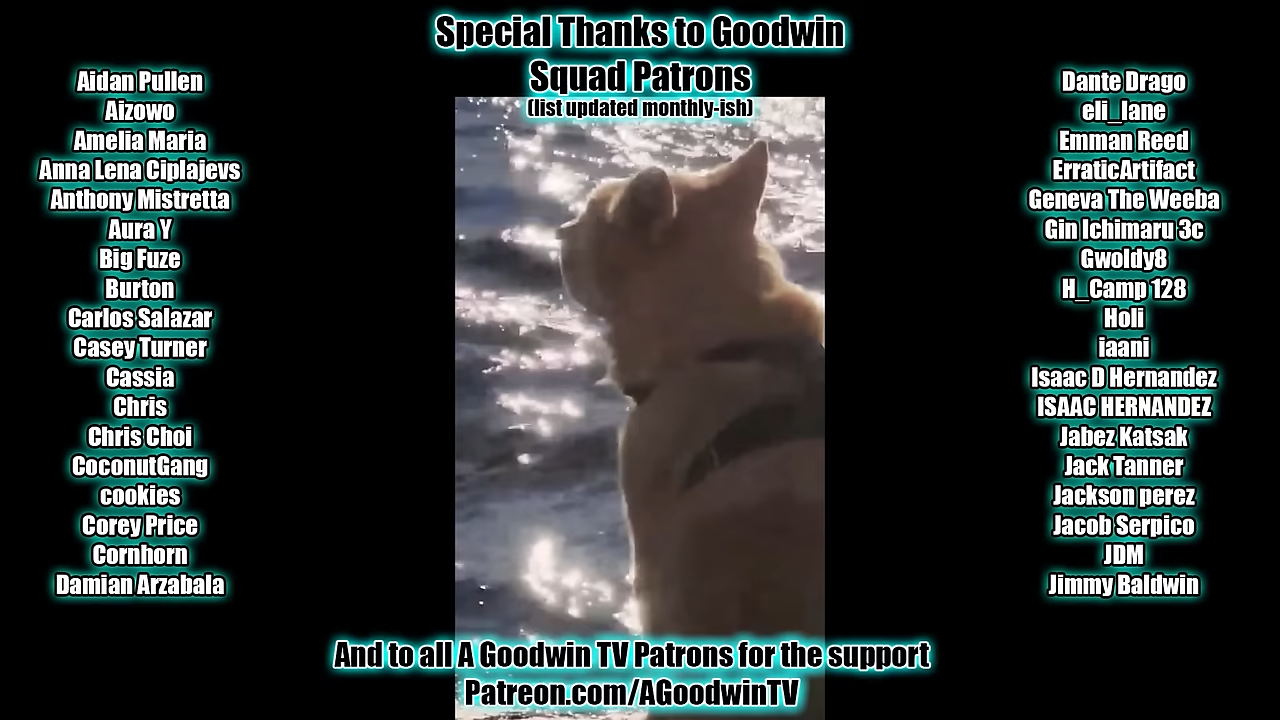 Special Thanks to Goodwin
Squad Patrons
(list updated monthly-ish)
Aidan Pullen
Aizowo
Amelia Maria
Anna Lena Ciplajevs
Anthony Mistretta
Aura Y
Big Fuze
Burton
Carlos Salazar
Casey Turner
Cassia
Chris
Chris Choi
CoconutGang
cookies
Corey Price
Cornhorn
Damian Arzabala
Dante Drago
eli_lane
Emman Reed
ErraticArtifact
Geneva The Weeba
Gin Ichimaru 3c
Gwoldy8
H_Camp 128
Holi
iaani
Isaac D Hernandez
ISAAC HERNANDEZ
Jabez Katsak
Jack Tanner
Jackson perez
Jacob Serpico
JDM
Jimmy Baldwin
And to all A Goodwin TV Patrons for the support
Patreon.com/AGoodwinTV